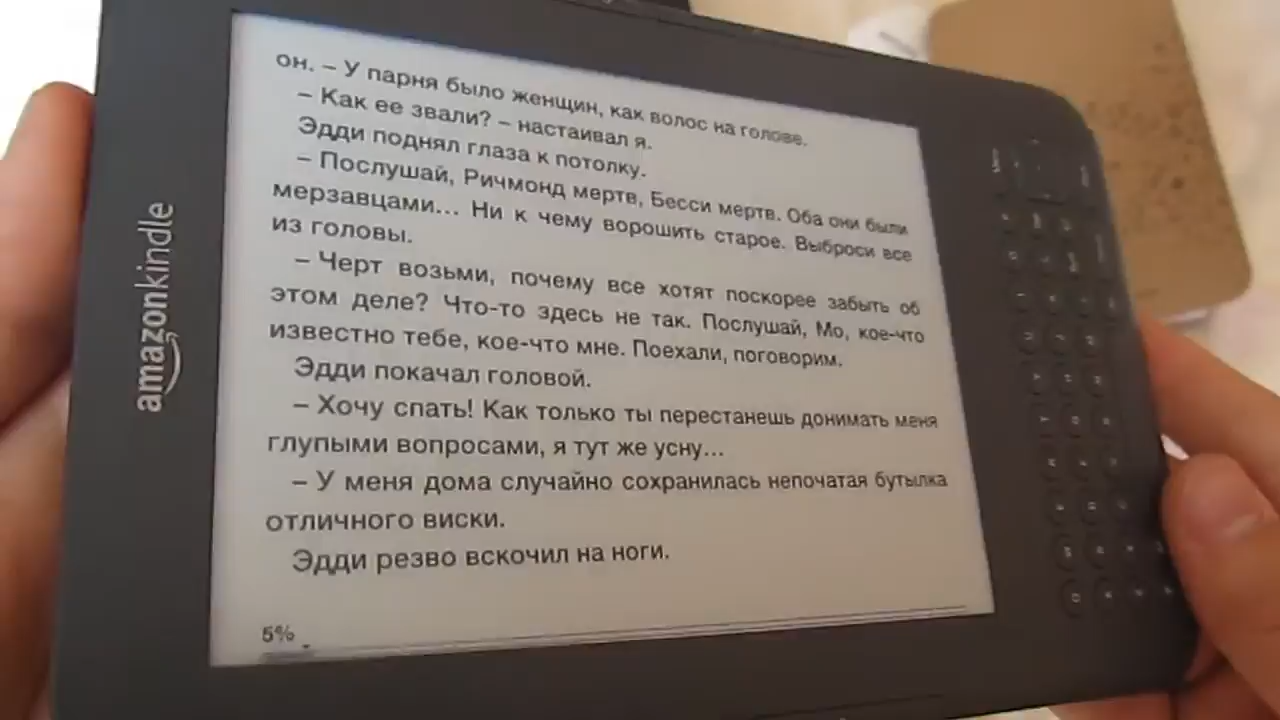 он. – У парня было женщин, как волос на голове.
– Как ее звали? – настаивал я.
Эдди поднял глаза к потолку.
– Послушай, Ричмонд мертв, Бесси мертв. Оба они были
мерзавцами... Ни к чему ворошить старое. Выброси все
из головы.
– Черт возьми, почему все хотят поскорее забыть об
этом деле? Что-то здесь не так. Послушай, Мо, кое-что
известно тебе, кое-что мне. Поехали, поговорим.
Эдди покачал головой.
– Хочу спать! Как только ты перестанешь донимать меня
глупыми вопросами, я тут же усну...
– У меня дома случайно сохранилась непочатая бутылка
отличного виски.
Эдди резво вскочил на ноги.
5%
amazonkindle